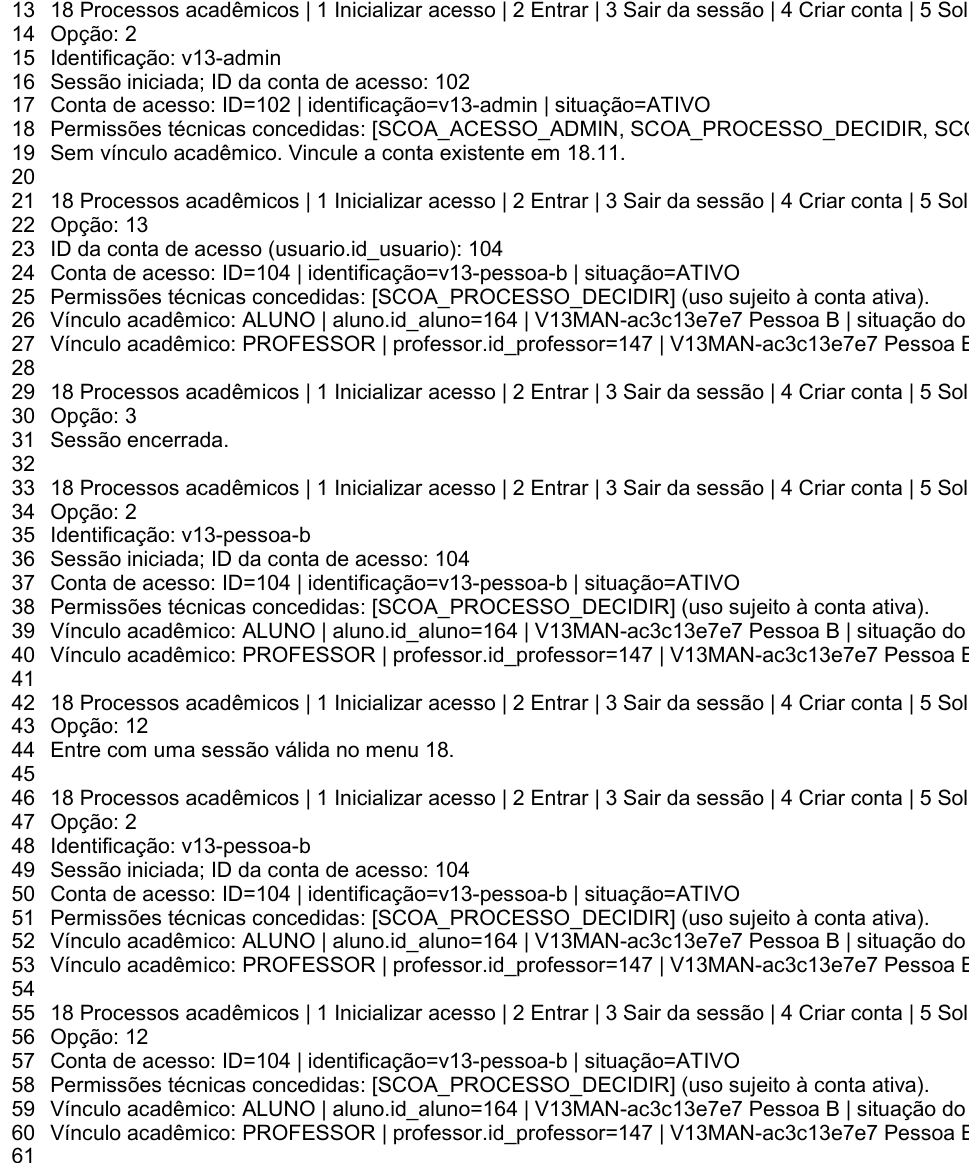 13 18 Processos acadêmicos | 1 Inicializar acesso | 2 Entrar | 3 Sair da sessão | 4 Criar conta | 5 Sol
14 Opção: 2
15 Identificação: v13-admin
16 Sessão iniciada; ID da conta de acesso: 102
17 Conta de acesso: ID=102 | identificação=v13-admin | situação=ATIVO
18 Permissões técnicas concedidas: [SCOA_ACESSO_ADMIN, SCOA_PROCESSO_DECIDIR, SCO
19 Sem vínculo acadêmico. Vincule a conta existente em 18.11.
20
21 18 Processos acadêmicos | 1 Inicializar acesso | 2 Entrar | 3 Sair da sessão | 4 Criar conta | 5 Sol
22 Opção: 13
23 ID da conta de acesso (usuario.id_usuario): 104
24 Conta de acesso: ID=104 | identificação=v13-pessoa-b | situação=ATIVO
25 Permissões técnicas concedidas: [SCOA_PROCESSO_DECIDIR] (uso sujeito à conta ativa).
26 Vínculo acadêmico: ALUNO | aluno.id_aluno=164 | V13MAN-ac3c13e7e7 Pessoa B | situação do
27 Vínculo acadêmico: PROFESSOR | professor.id_professor=147 | V13MAN-ac3c13e7e7 Pessoa B
28
29 18 Processos acadêmicos | 1 Inicializar acesso | 2 Entrar | 3 Sair da sessão | 4 Criar conta | 5 Sol
30 Opção: 3
31 Sessão encerrada.
32
33 18 Processos acadêmicos | 1 Inicializar acesso | 2 Entrar | 3 Sair da sessão | 4 Criar conta | 5 Sol
34 Opção: 2
35 Identificação: v13-pessoa-b
36 Sessão iniciada; ID da conta de acesso: 104
37 Conta de acesso: ID=104 | identificação=v13-pessoa-b | situação=ATIVO
38 Permissões técnicas concedidas: [SCOA_PROCESSO_DECIDIR] (uso sujeito à conta ativa).
39 Vínculo acadêmico: ALUNO | aluno.id_aluno=164 | V13MAN-ac3c13e7e7 Pessoa B | situação do
40 Vínculo acadêmico: PROFESSOR | professor.id_professor=147 | V13MAN-ac3c13e7e7 Pessoa B
41
42 18 Processos acadêmicos | 1 Inicializar acesso | 2 Entrar | 3 Sair da sessão | 4 Criar conta | 5 Sol
43 Opção: 12
44 Entre com uma sessão válida no menu 18.
45
46 18 Processos acadêmicos | 1 Inicializar acesso | 2 Entrar | 3 Sair da sessão | 4 Criar conta | 5 Sol
47 Opção: 2
48 Identificação: v13-pessoa-b
49 Sessão iniciada; ID da conta de acesso: 104
50 Conta de acesso: ID=104 | identificação=v13-pessoa-b | situação=ATIVO
51 Permissões técnicas concedidas: [SCOA_PROCESSO_DECIDIR] (uso sujeito à conta ativa).
52 Vínculo acadêmico: ALUNO | aluno.id_aluno=164 | V13MAN-ac3c13e7e7 Pessoa B | situação do
53 Vínculo acadêmico: PROFESSOR | professor.id_professor=147 | V13MAN-ac3c13e7e7 Pessoa B
54
55 18 Processos acadêmicos | 1 Inicializar acesso | 2 Entrar | 3 Sair da sessão | 4 Criar conta | 5 Sol
56 Opção: 12
57 Conta de acesso: ID=104 | identificação=v13-pessoa-b | situação=ATIVO
58 Permissões técnicas concedidas: [SCOA_PROCESSO_DECIDIR] (uso sujeito à conta ativa).
59 Vínculo acadêmico: ALUNO | aluno.id_aluno=164 | V13MAN-ac3c13e7e7 Pessoa B | situação do
60 Vínculo acadêmico: PROFESSOR | professor.id_professor=147 | V13MAN-ac3c13e7e7 Pessoa B
61